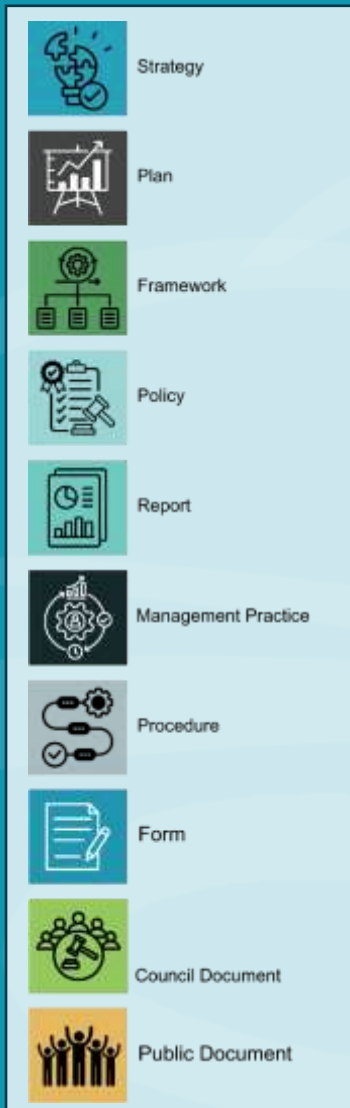 Strategy
Plan
Framework
Policy
Report
Management Practice
Procedure
Form
Council Document
Public Document